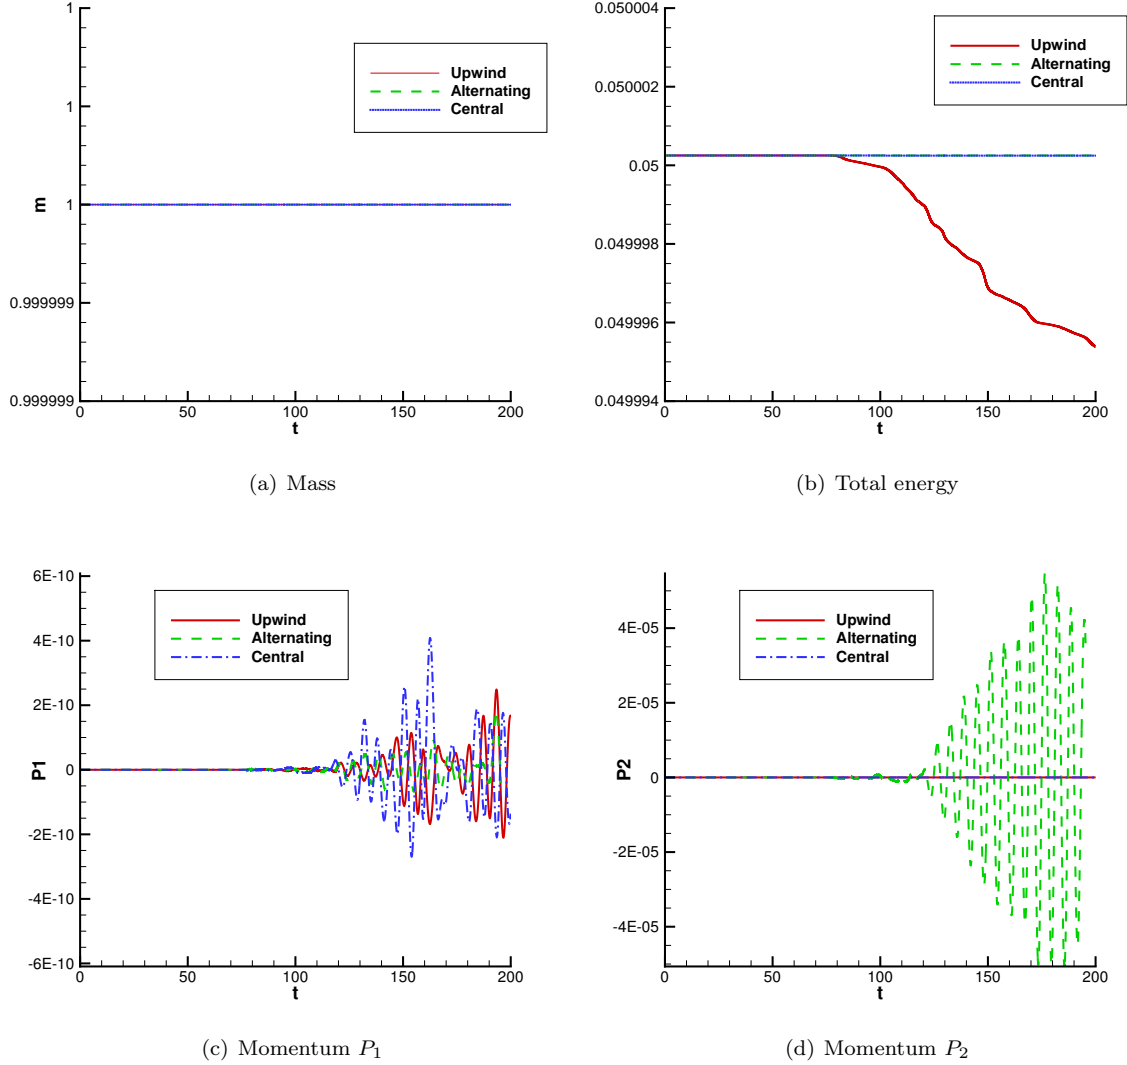 1
1
m
1
0.999999
0.999999
0
50
100
150
200
t
Upwind
Alternating
Central
(a) Mass
0.050004
0.050002
0.05
0.049998
0.049996
0.049994
0
50
100
150
200
t
Upwind
Alternating
Central
(b) Total energy
6E-10
4E-10
2E-10
P1
0
-2E-10
-4E-10
-6E-10
0
50
100
150
200
t
Upwind
Alternating
Central
(c) Momentum P1
4E-05
2E-05
P2
0
-2E-05
-4E-05
0
50
100
150
200
t
Upwind
Alternating
Central
(d) Momentum P2